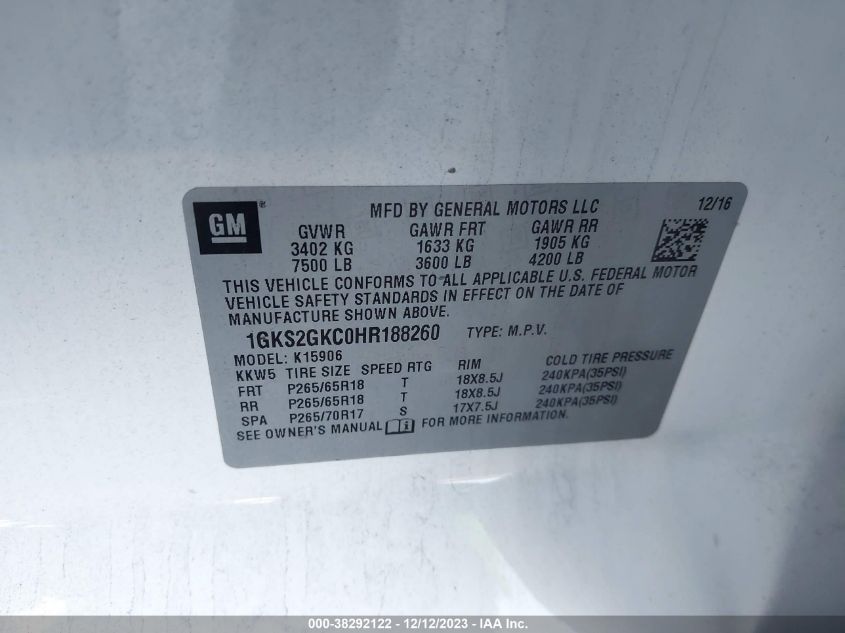 GM ®
MFD BY GENERAL MOTORS LLC 12/16
GVWR GAWR FRT GAWR RR
3402 KG 1633 KG 1905 KG
7500 LB 3600 LB 4200 LB
THIS VEHICLE CONFORMS TO ALL APPLICABLE U.S. FEDERAL MOTOR
VEHICLE SAFETY STANDARDS IN EFFECT ON THE DATE OF
MANUFACTURE SHOWN ABOVE.
1GKS2GKC0HR188260 TYPE: M.P.V.
MODEL: K15906
KKW5 TIRE SIZE SPEED RTG RIM COLD TIRE PRESSURE
FRT P265/65R18 T 18X8.5J 240KPA(35PSI)
RR P265/65R18 T 18X8.5J 240KPA(35PSI)
SPA P265/70R17 S 17X7.5J 240KPA(35PSI)
SEE OWNER'S MANUAL i FOR MORE INFORMATION.
000-38292122 - 12/12/2023 - IAA Inc.